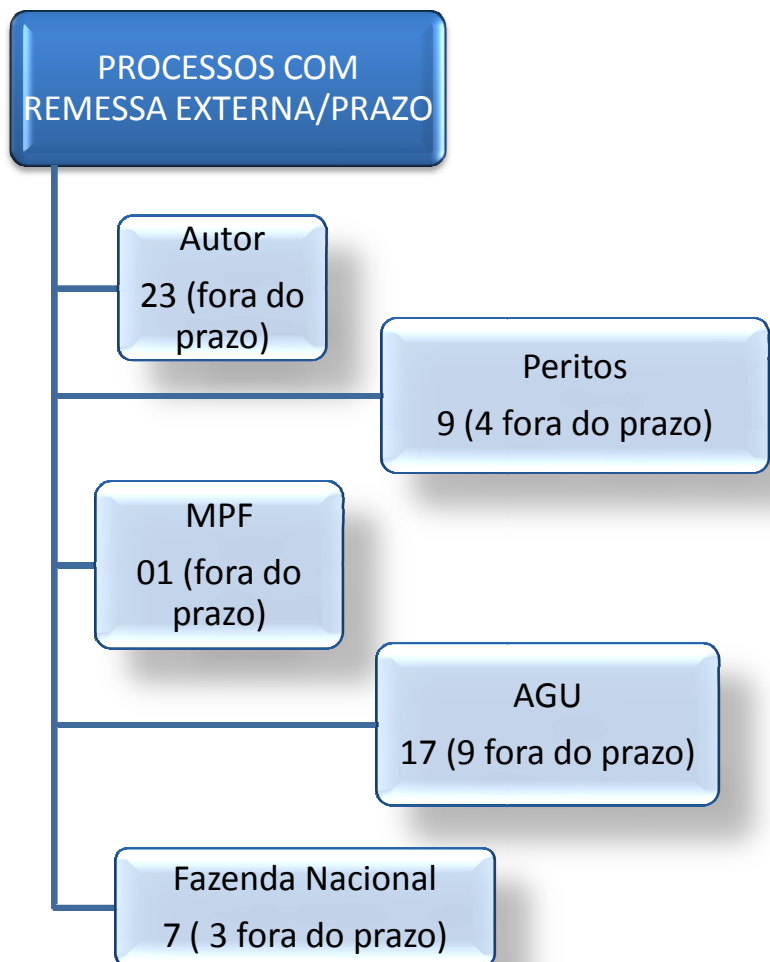 PROCESSOS COM
REMESSA EXTERNA/PRAZO
Autor
23 (fora do
prazo)
Peritos
9 (4 fora do prazo)
MPF
01 (fora do
prazo)
AGU
17 (9 fora do prazo)
Fazenda Nacional
7 ( 3 fora do prazo)